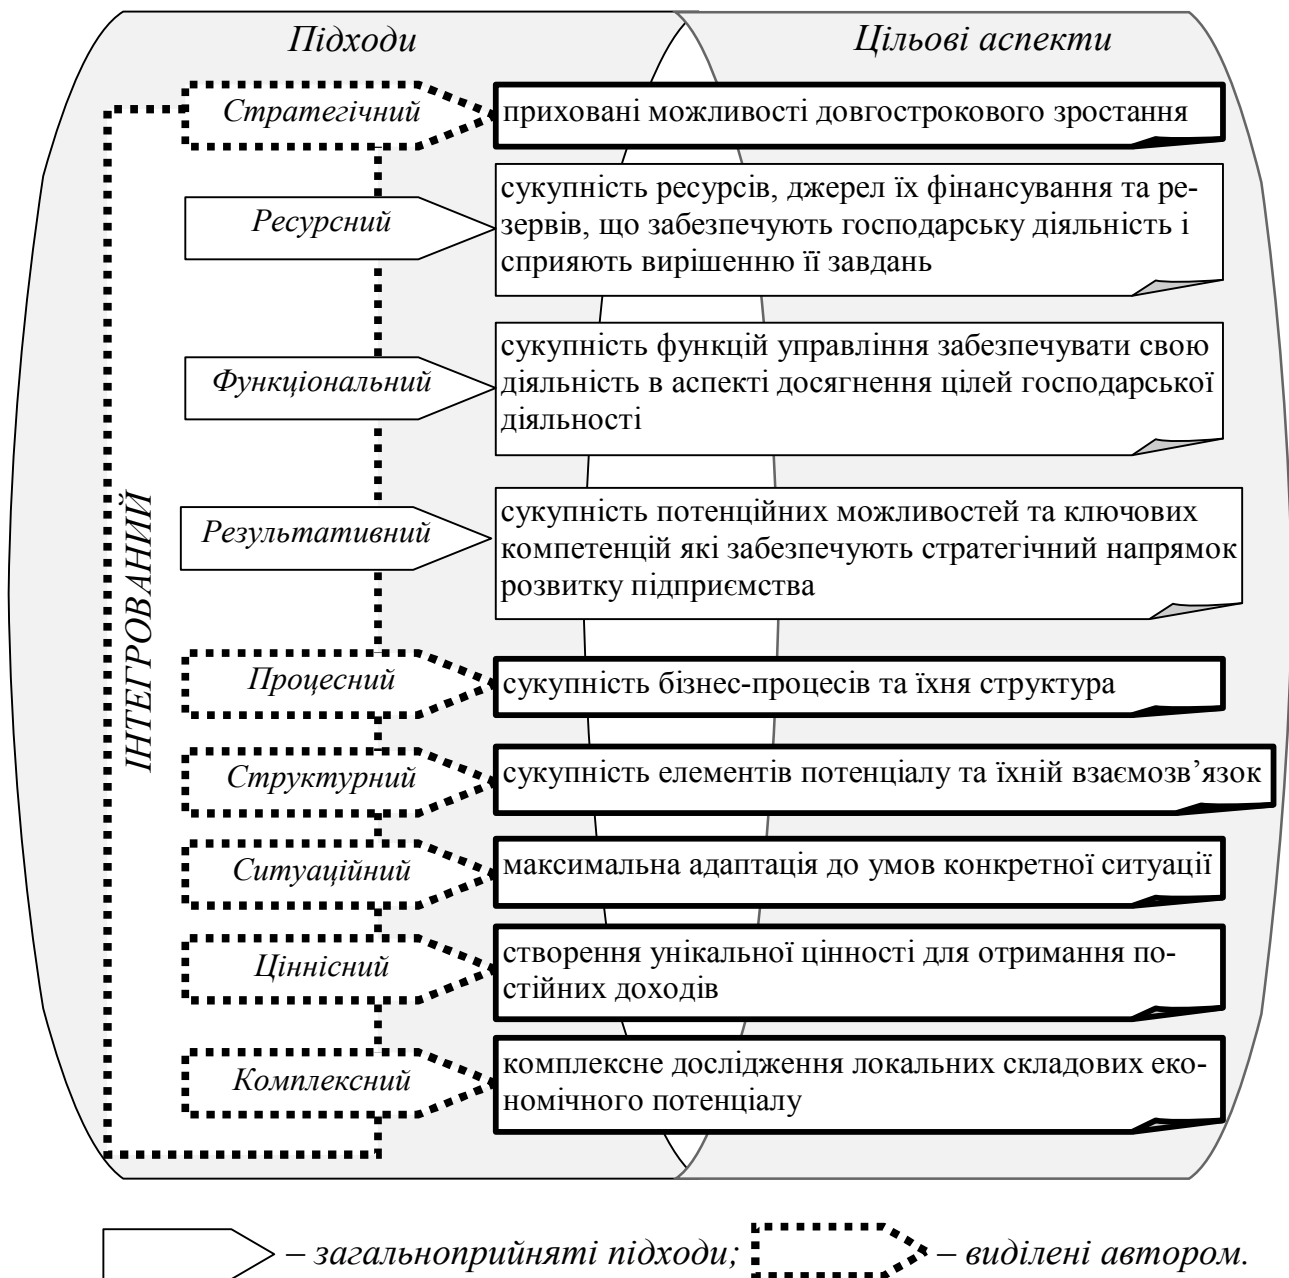 Підходи
Цільові аспекти
Стратегічний
приховані можливості довгострокового зростання
Ресурсний
сукупність ресурсів, джерел їх фінансування та ре-
зервів, що забезпечують господарську діяльність і
сприяють вирішенню її завдань
Функціональний
сукупність функцій управління забезпечувати свою
діяльність в аспекті досягнення цілей господарської
діяльності
Результативний
сукупність потенційних можливостей та ключових
компетенцій які забезпечують стратегічний напрямок
розвитку підприємства
ІНТЕГРОВАНИЙ
Процесний
сукупність бізнес-процесів та їхня структура
Структурний
сукупність елементів потенціалу та їхній взаємозв’язок
Ситуаційний
максимальна адаптація до умов конкретної ситуації
Ціннісний
створення унікальної цінності для отримання по-
стійних доходів
Комплексний
комплексне дослідження локальних складових еко-
номічного потенціалу
– загальноприйняті підходи;
– виділені автором.